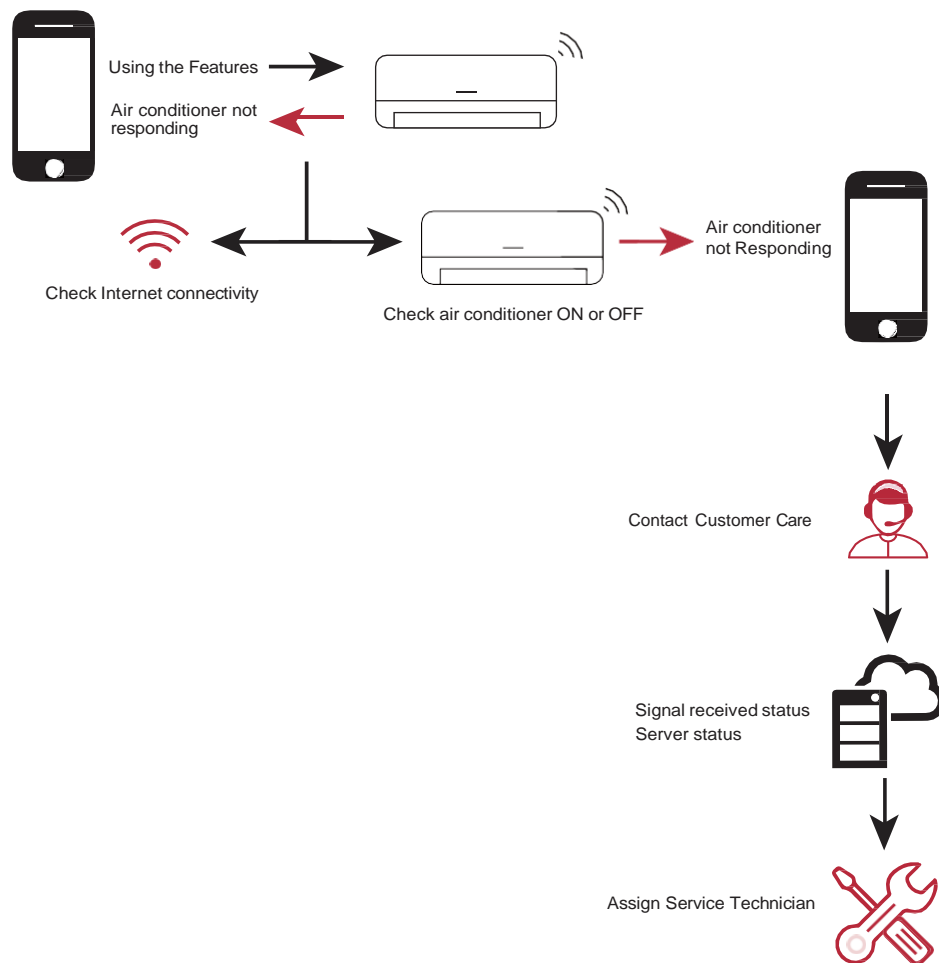 Using the Features
Air conditioner not
responding
Check Internet connectivity
Check air conditioner ON or OFF
Air conditioner
not Responding
Contact Customer Care
Signal received status
Server status
Assign Service Technician